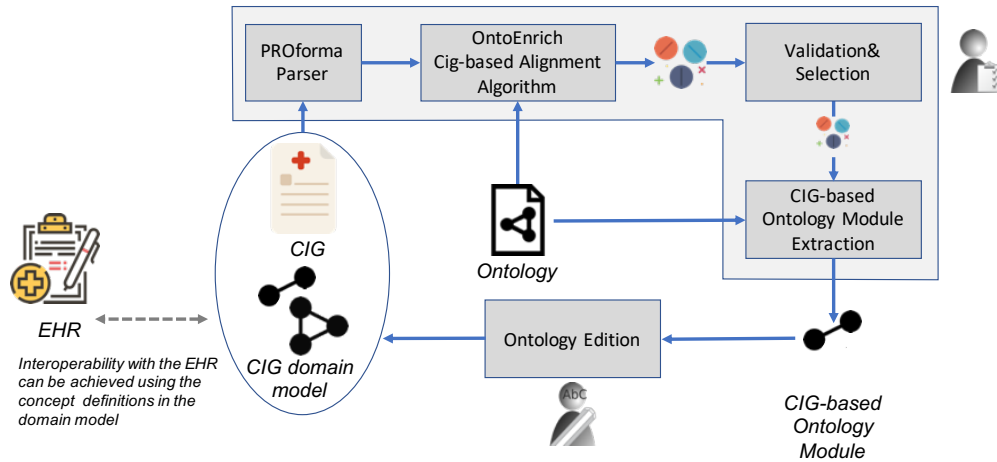 PROforma
Parser
OntoEnrich
Cig-based Alignment
Algorithm
Validation&
Selection
CIG-based
Ontology Module
Extraction
CIG
Ontology
EHR
Interoperability with the EHR
can be achieved using the
concept definitions in the
domain model
CIG domain
model
Ontology Edition
AbC
CIG-based
Ontology
Module